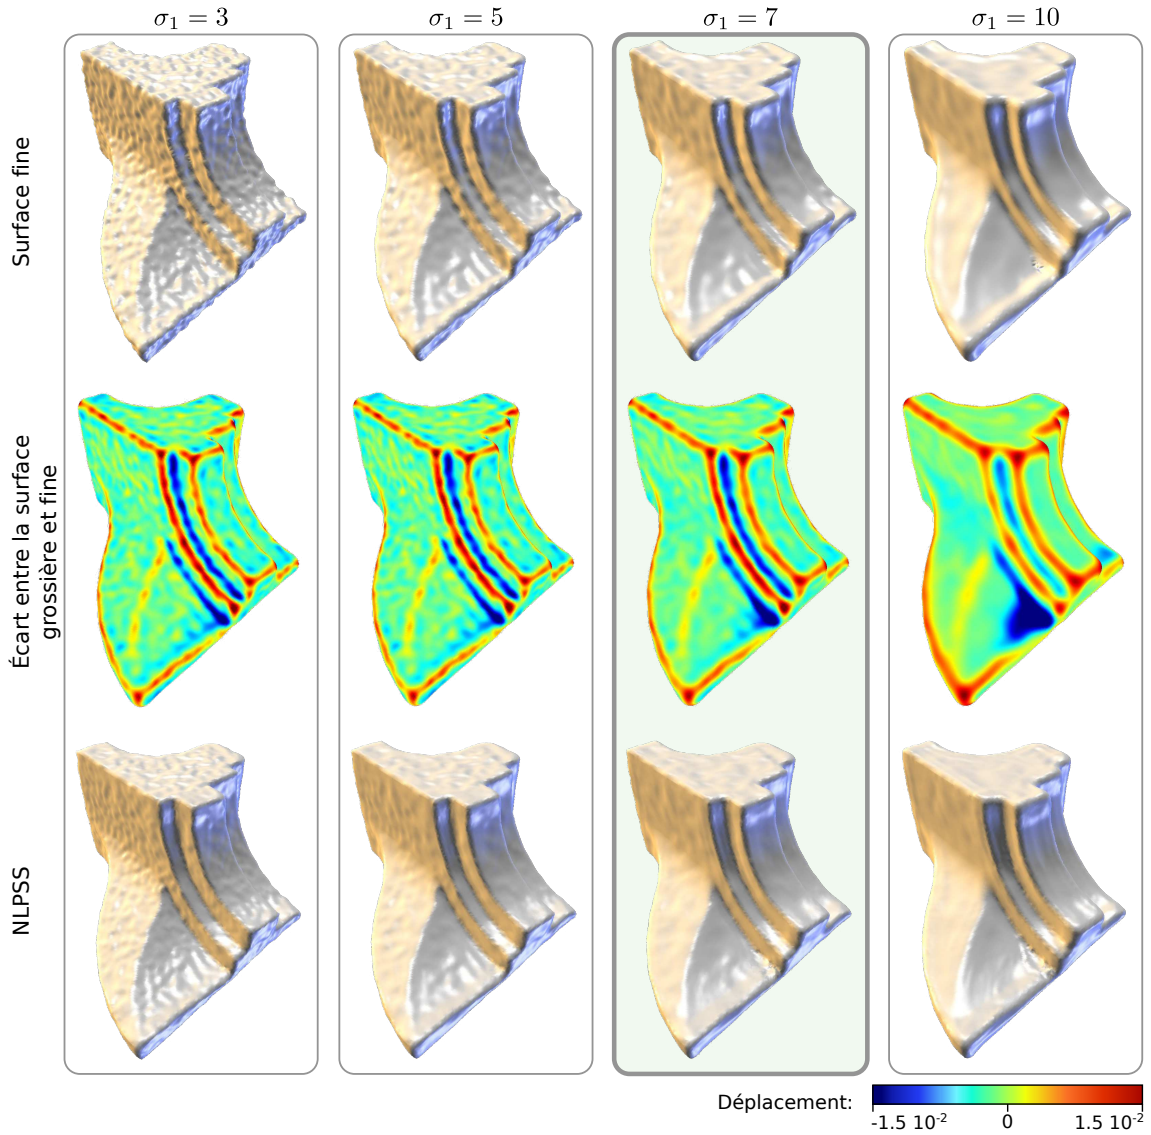 σ₁ = 3
σ₁ = 5
σ₁ = 7
σ₁ = 10
Surface fine
Écart entre la surface
grossière et fine
NLPSS
Déplacement:
-1.5 10⁻²
0
1.5 10⁻²